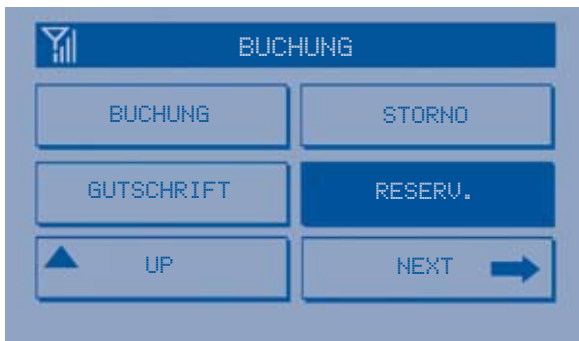 BUCHUNG
BUCHUNG
STORNO
GUTSCHRIFT
RESERV.
UP
NEXT